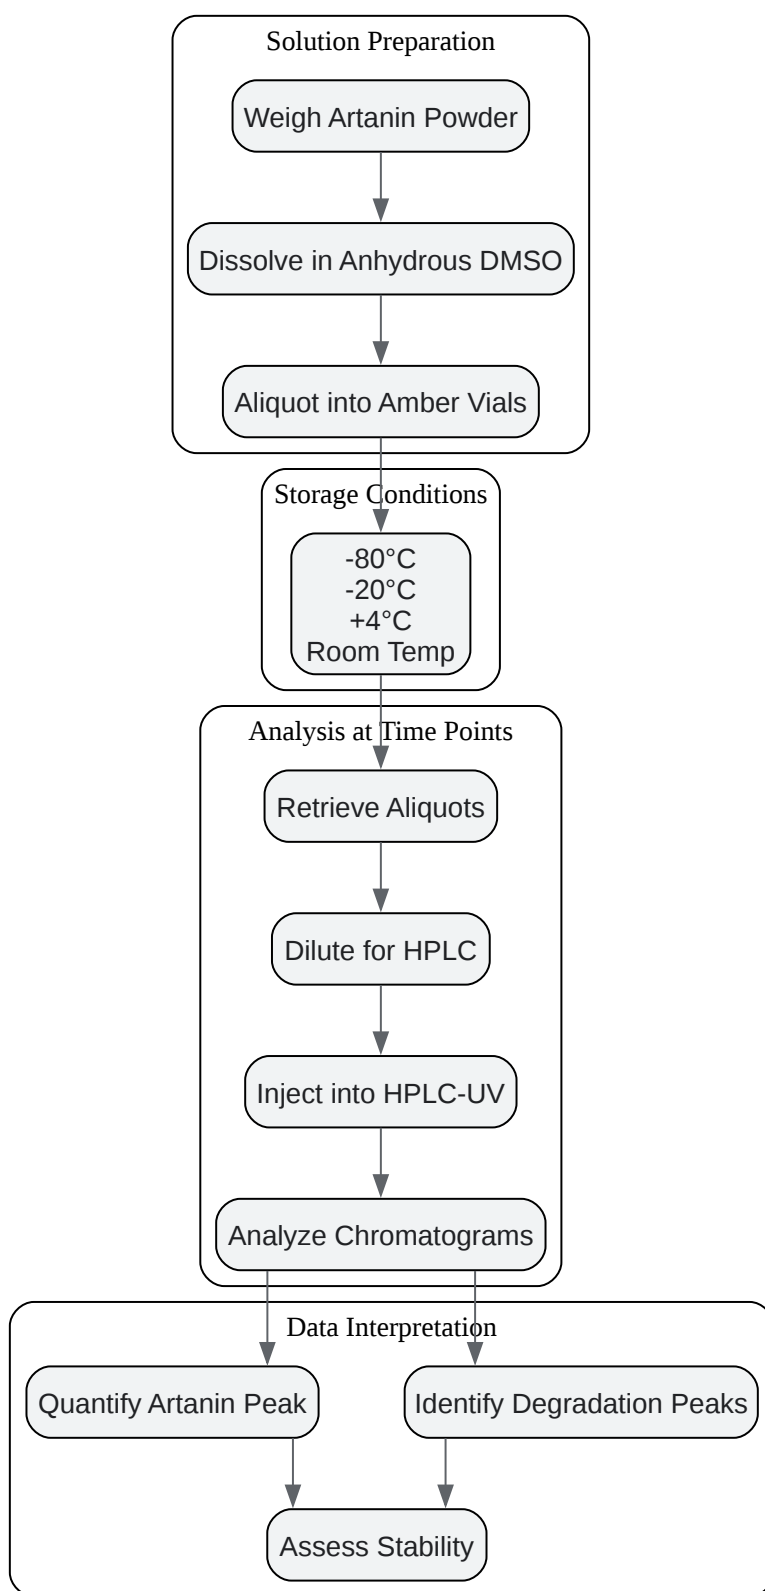 Solution Preparation
Weigh Artanin Powder
Dissolve in Anhydrous DMSO
Aliquot into Amber Vials
Storage Conditions
-80°C
-20°C
+4°C
Room Temp
Analysis at Time Points
Retrieve Aliquots
Dilute for HPLC
Inject into HPLC-UV
Analyze Chromatograms
Data Interpretation
Quantify Artanin Peak
Identify Degradation Peaks
Assess Stability